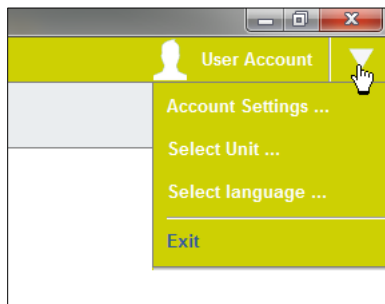 User Account
Account Settings ...
Select Unit ...
Select language ...
Exit